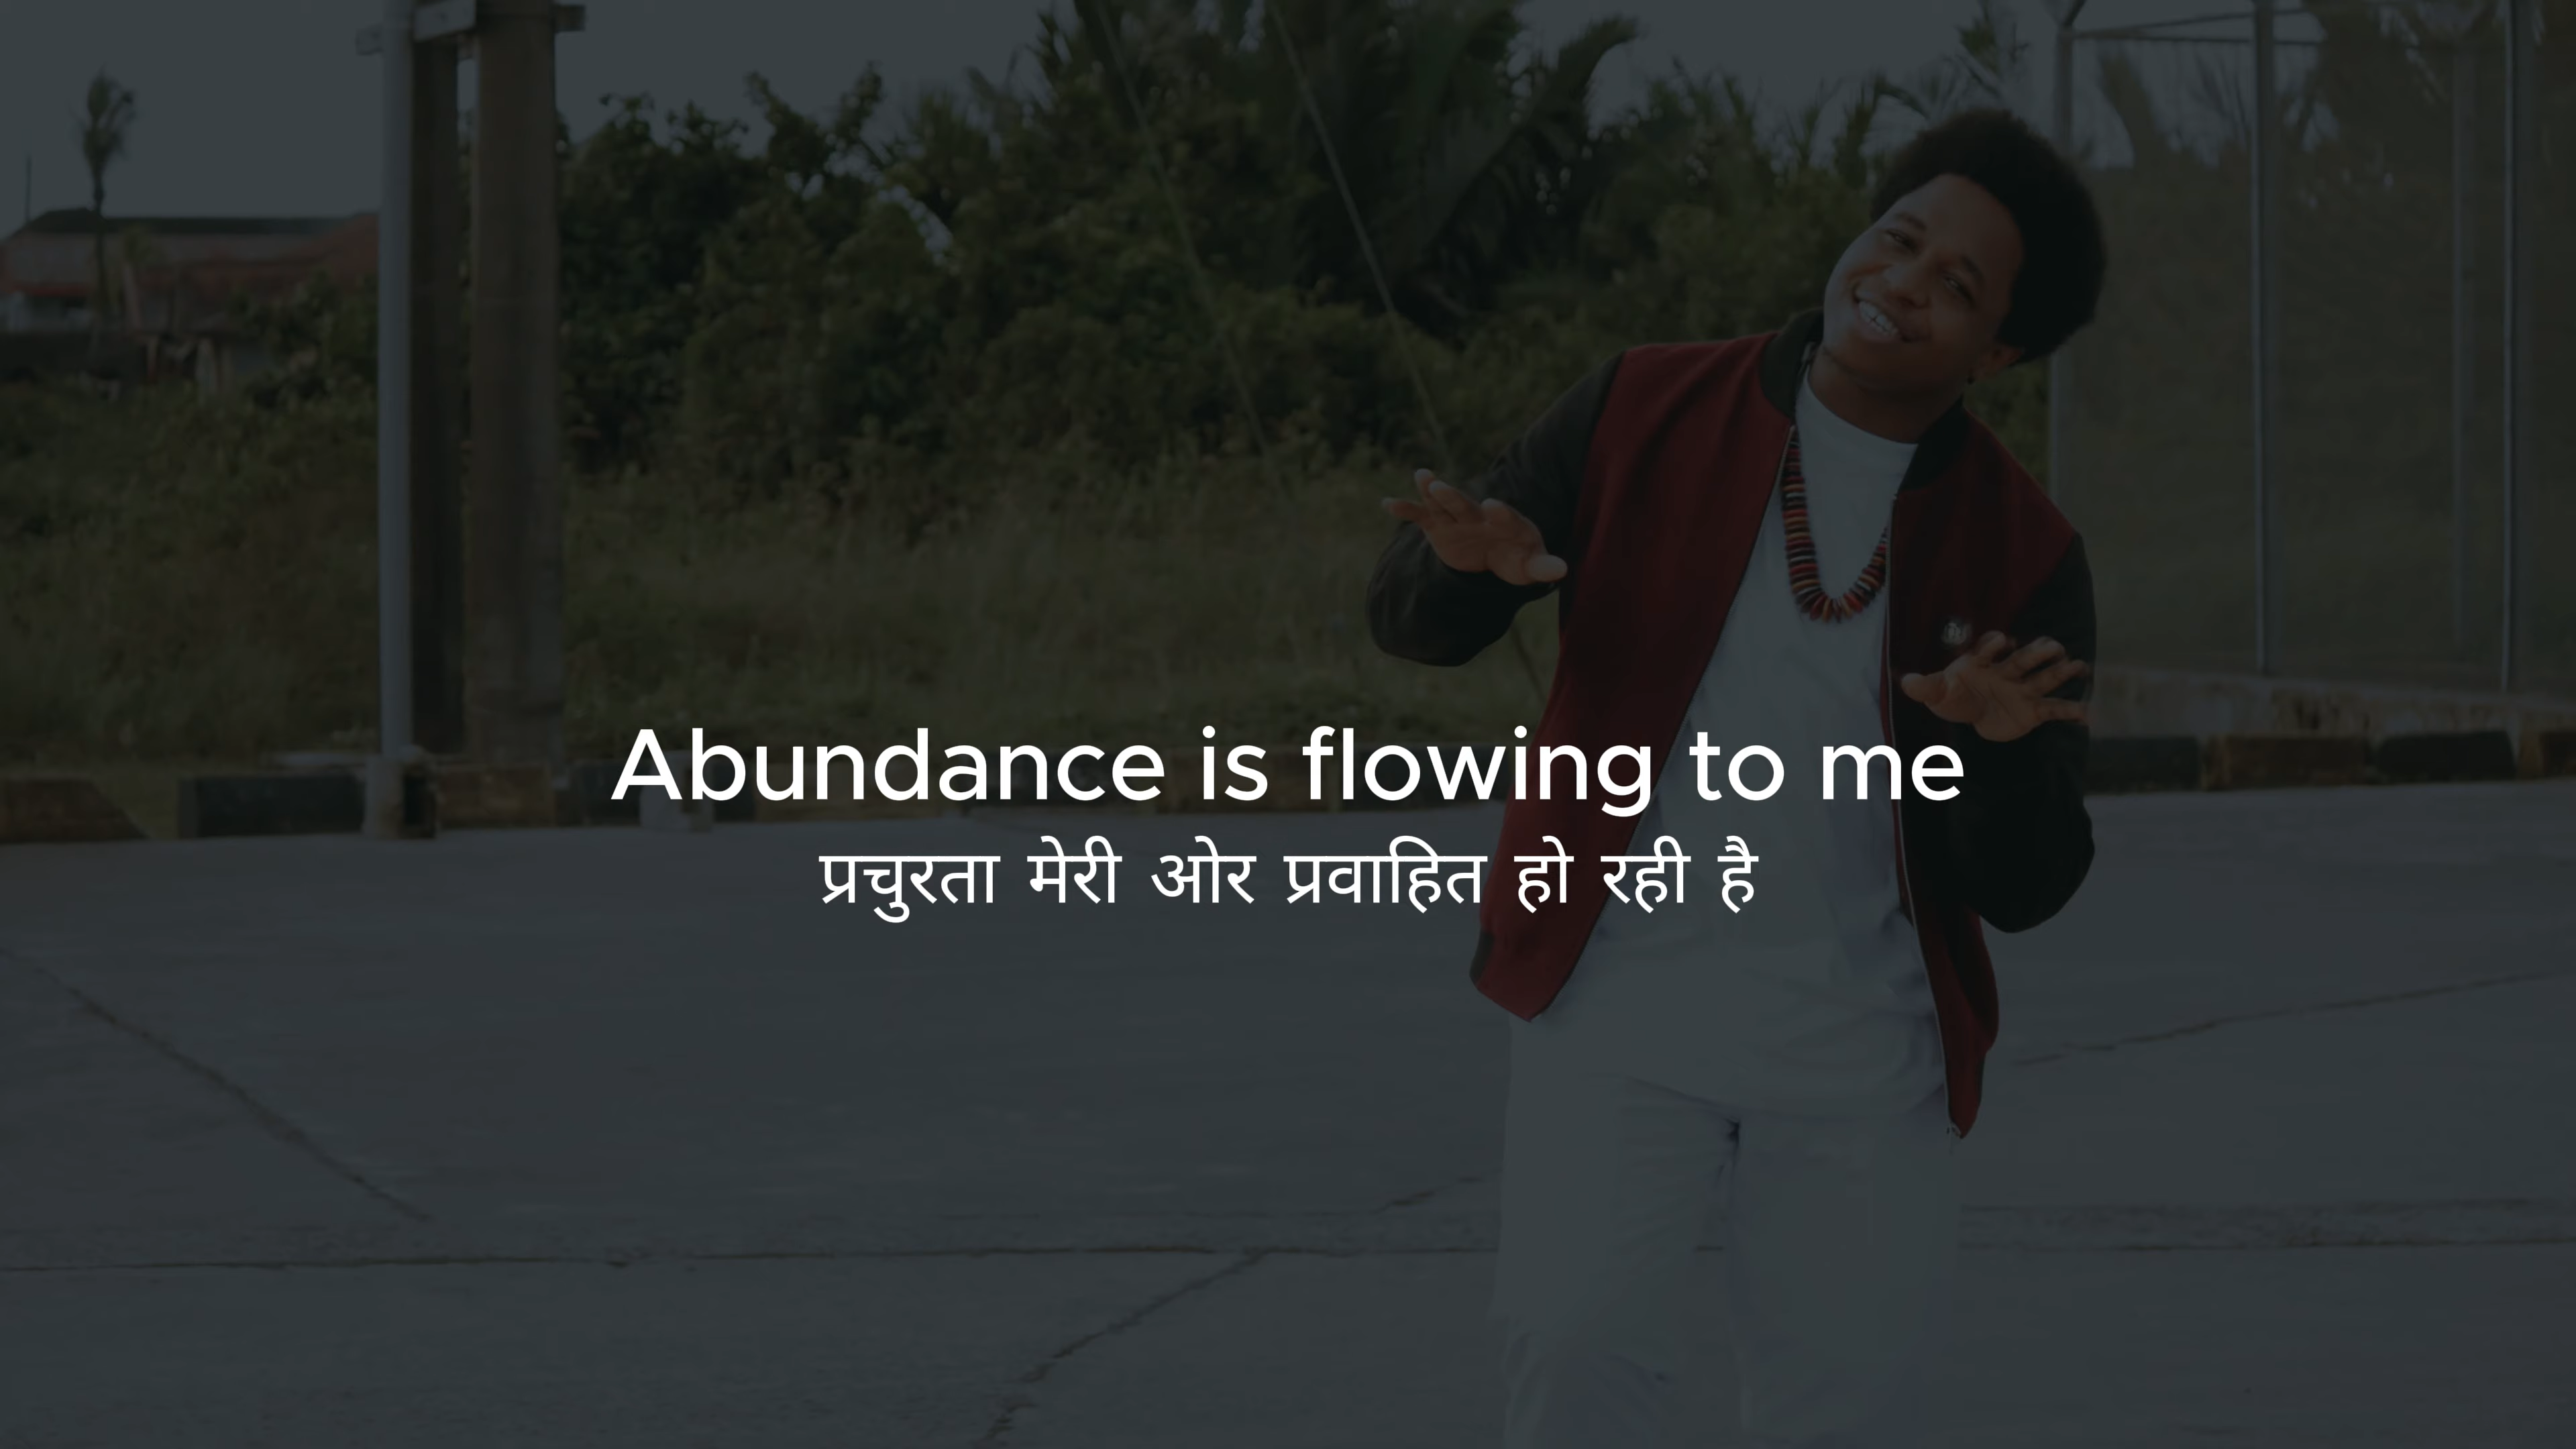 Abundance is flowing to me
प्रचुरता मेरी ओर प्रवाहित हो रही है